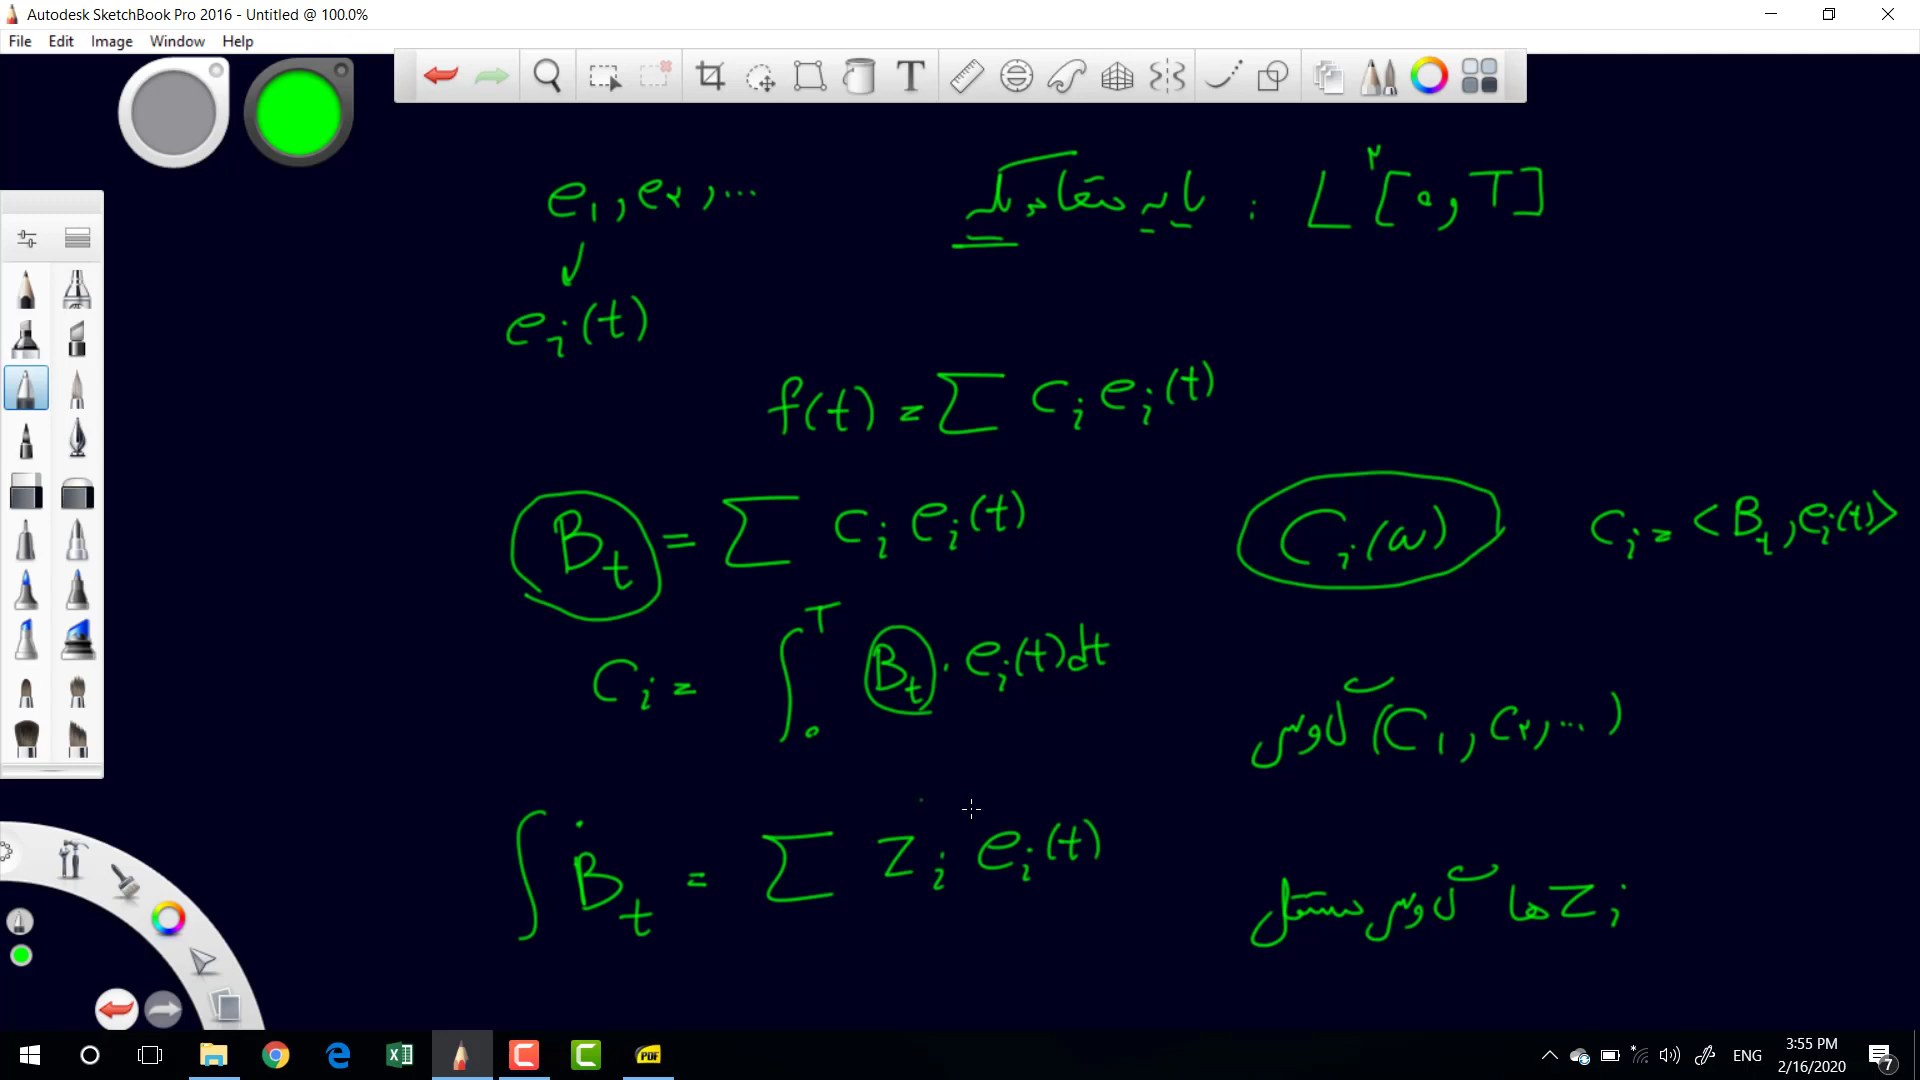 Autodesk SketchBook Pro 2016 - Untitled @ 100.0%
File Edit Image Window Help
e₁, e₂, ... پایه متعامد یکه : L²[0, T]
eᵢ(t)
f(t) = ∑ cᵢ eᵢ(t)
Bₜ = ∑ cᵢ eᵢ(t) Cᵢ(ω) Cᵢ = <Bₜ, eᵢ(t)>
Cᵢ = ∫₀ᵀ Bₜ · eᵢ(t) dt
(C₁, C₂, ...) گاوسی
∫ Ḃₜ = ∑ Zᵢ eᵢ(t)
Zᵢ ها گاوسی مستقل
ENG 3:55 PM
2/16/2020
7
PDF